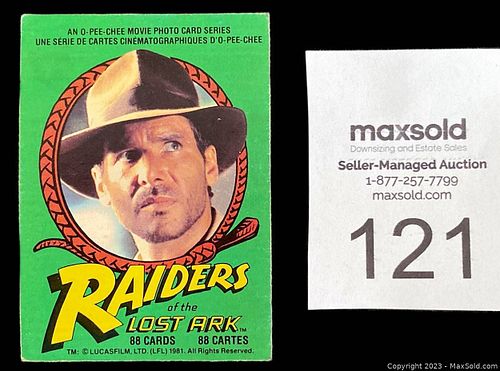 AN O-PEE-CHEE MOVIE PHOTO CARD SERIES
UNE SÉRIE DE CARTES CINÉMATOGRAPHIQUES D'O-PEE-CHEE
RAIDERS
of the
LOST ARK™
88 CARDS 88 CARTES
TM: © LUCASFILM, LTD. (LFL) 1981. All Rights Reserved.
maxsold
Downsizing and Estate Sales
Seller-Managed Auction
1-877-257-7799
maxsold.com
121
Copyright 2023 - MaxSold.com